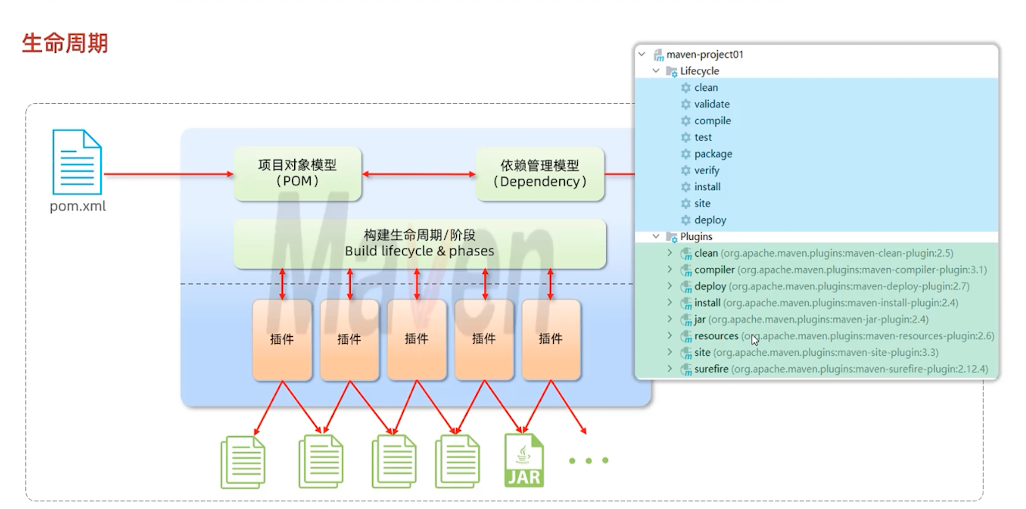 生命周期
pom.xml
项目对象模型
（POM）
依赖管理模型
（Dependency）
构建生命周期/阶段
Build lifecycle & phases
Maven
插件
插件
插件
插件
插件
JAR
maven-project01
Lifecycle
clean
validate
compile
test
package
verify
install
site
deploy
Plugins
clean (org.apache.maven.plugins:maven-clean-plugin:2.5)
compiler (org.apache.maven.plugins:maven-compiler-plugin:3.1)
deploy (org.apache.maven.plugins:maven-deploy-plugin:2.7)
install (org.apache.maven.plugins:maven-install-plugin:2.4)
jar (org.apache.maven.plugins:maven-jar-plugin:2.4)
resources (org.apache.maven.plugins:maven-resources-plugin:2.6)
site (org.apache.maven.plugins:maven-site-plugin:3.3)
surefire (org.apache.maven.plugins:maven-surefire-plugin:2.12.4)